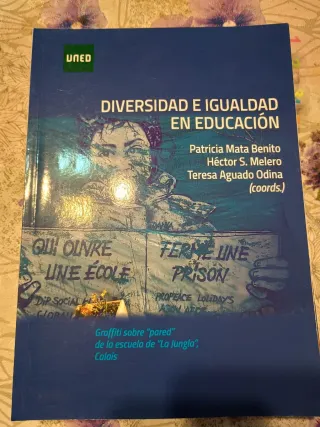 UNED
DIVERSIDAD E IGUALDAD
EN EDUCACIÓN
Patricia Mata Benito
Héctor S. Melero
Teresa Aguado Odina
(coords.)
QUI OUVRE
UNE ÉCOLE
FERME UNE
PRISON
Graffiti sobre "pared"
de la escuela de "La Jungla",
Calais